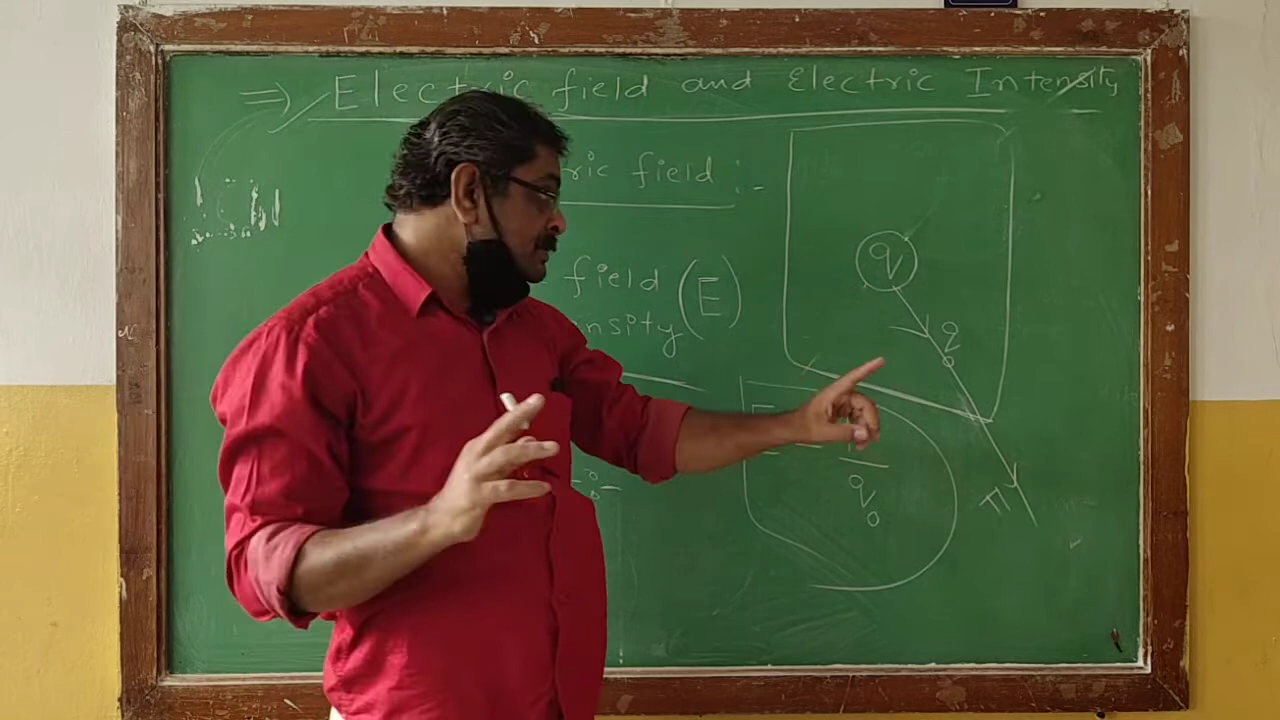 ⇒ Electric field and Electric Intensity
ric field :-
field (E)
nsity
q
q₀
E
F
q₀